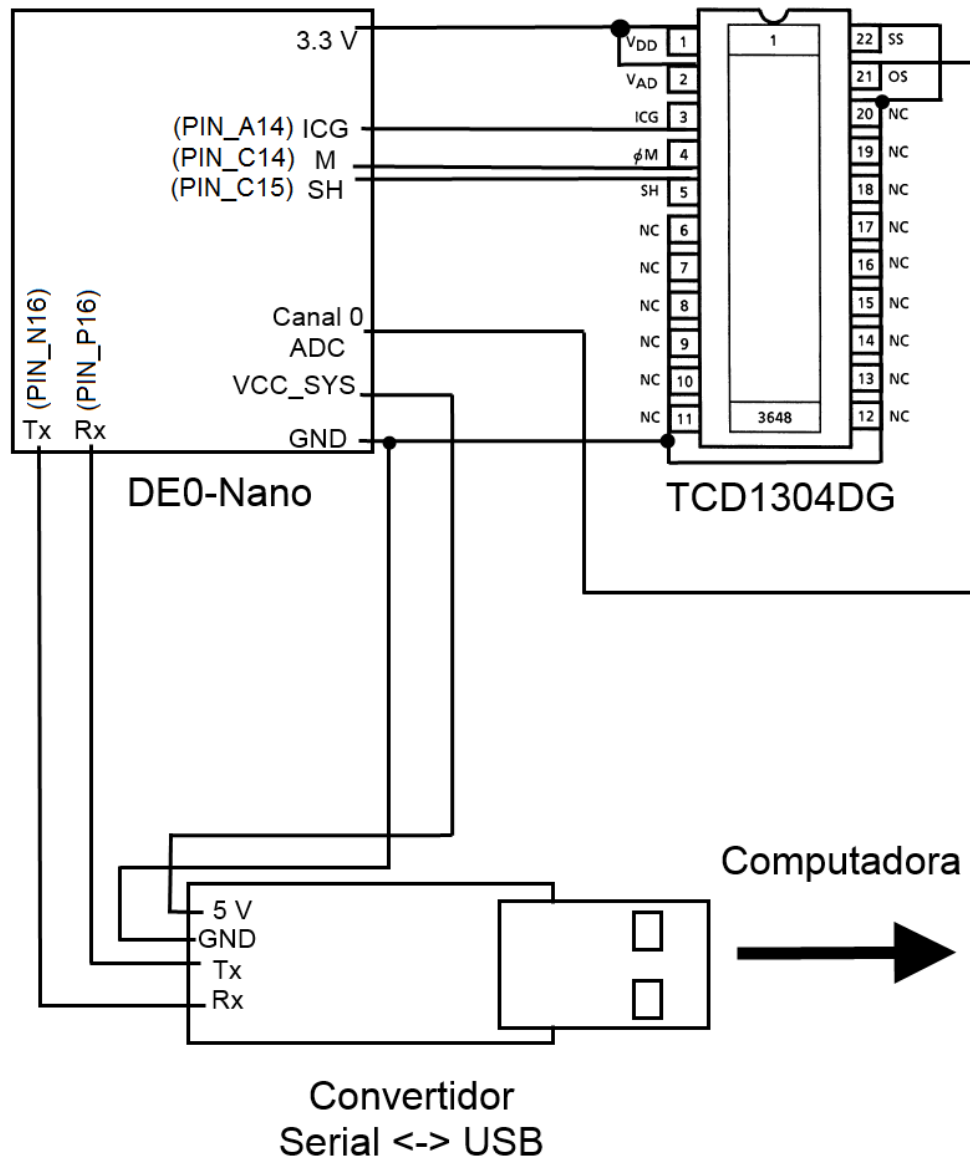 3.3 V
(PIN_A14) ICG
(PIN_C14) M
(PIN_C15) SH
(PIN_N16)
(PIN_P16)
Tx Rx
Canal 0
ADC
VCC_SYS
GND
DE0-Nano
VDD 1
VAD 2
ICG 3
ϕM 4
SH 5
NC 6
NC 7
NC 8
NC 9
NC 10
NC 11
1
3648
22 SS
21 OS
20 NC
19 NC
18 NC
17 NC
16 NC
15 NC
14 NC
13 NC
12 NC
TCD1304DG
5 V
GND
Tx
Rx
Computadora
Convertidor
Serial <-> USB